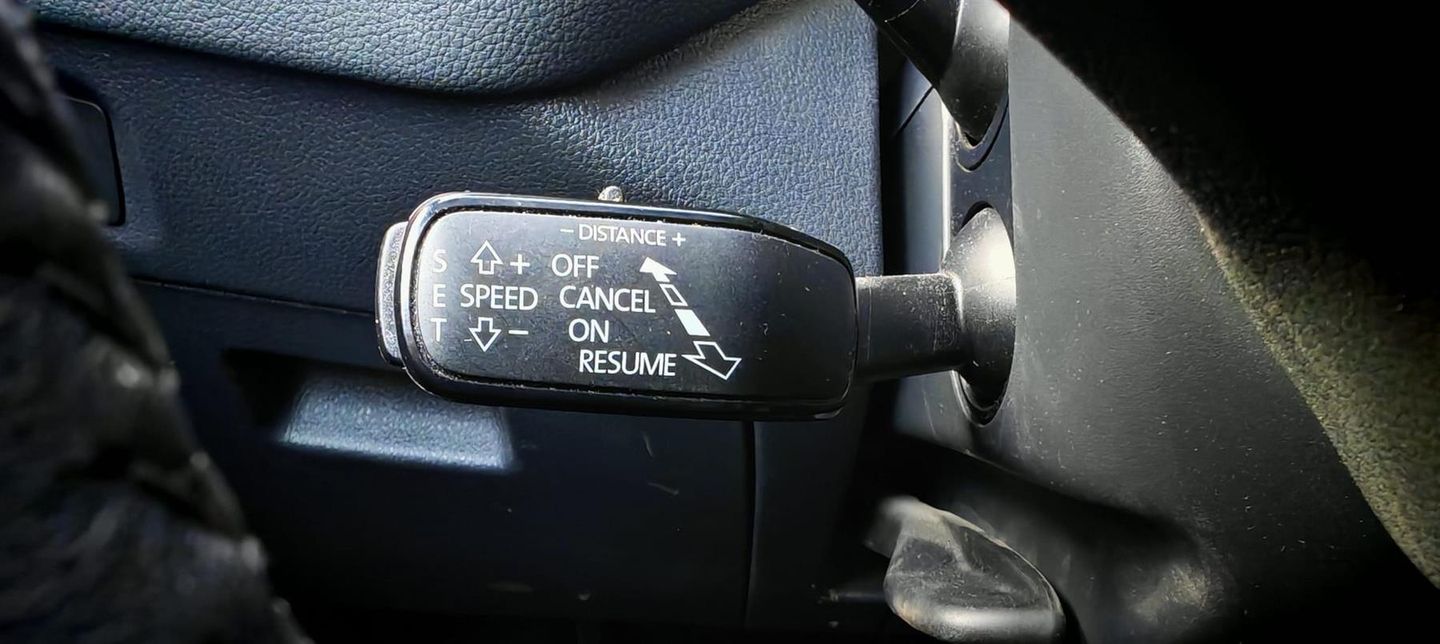 - DISTANCE +
S + OFF
E SPEED CANCEL
T - ON
RESUME